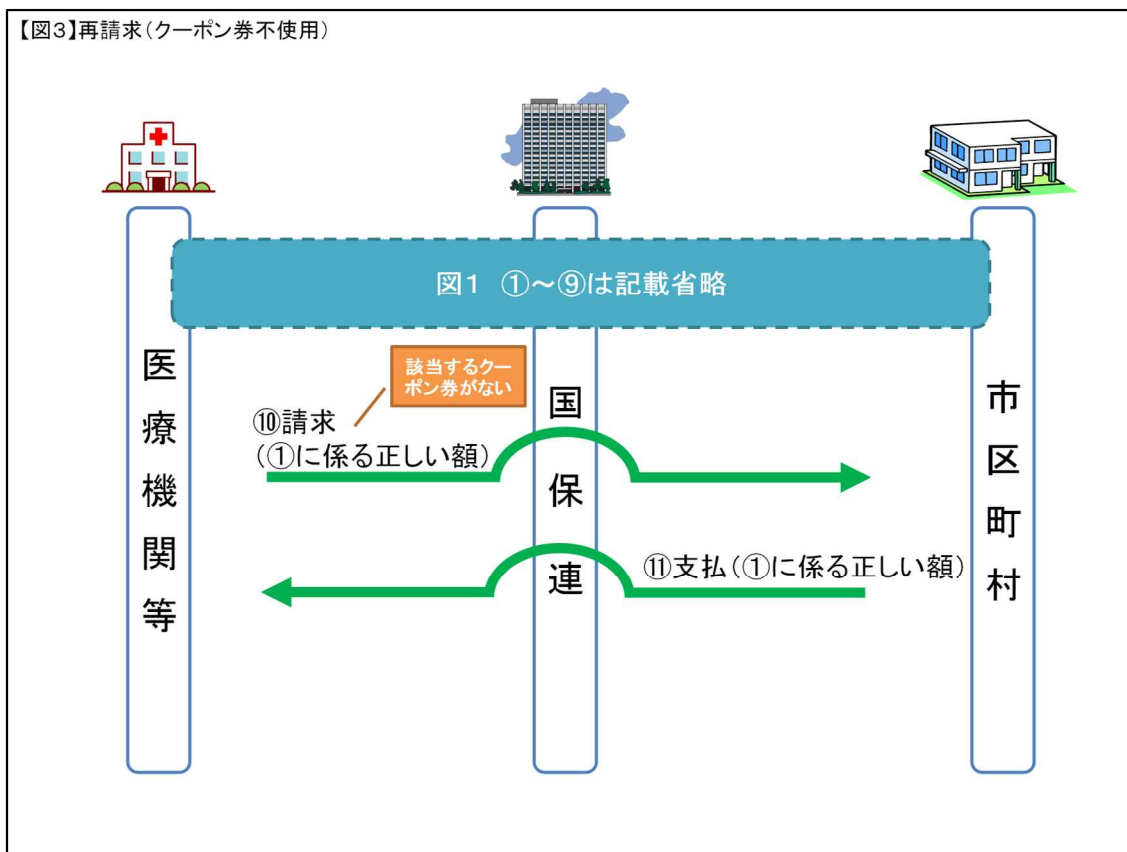 【図3】再請求(クーポン券不使用)
図1 ①~⑨は記載省略
該当するクー
ポン券がない
⑩請求
(①に係る正しい額)
⑪支払(①に係る正しい額)
医療機関等
国保連
市区町村